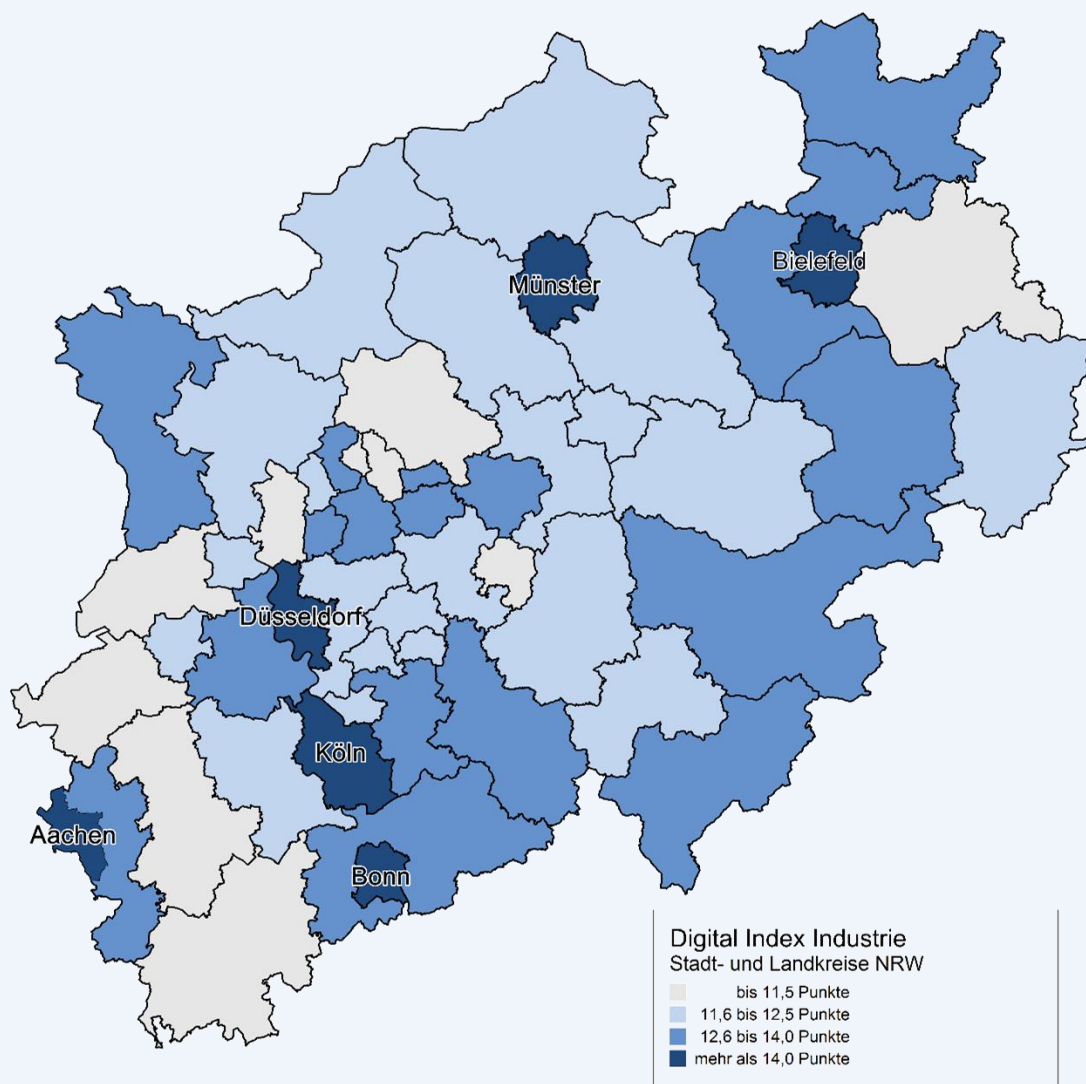 Münster
Bielefeld
Düsseldorf
Köln
Aachen
Bonn
Digital Index Industrie
Stadt- und Landkreise NRW
bis 11,5 Punkte
11,6 bis 12,5 Punkte
12,6 bis 14,0 Punkte
mehr als 14,0 Punkte